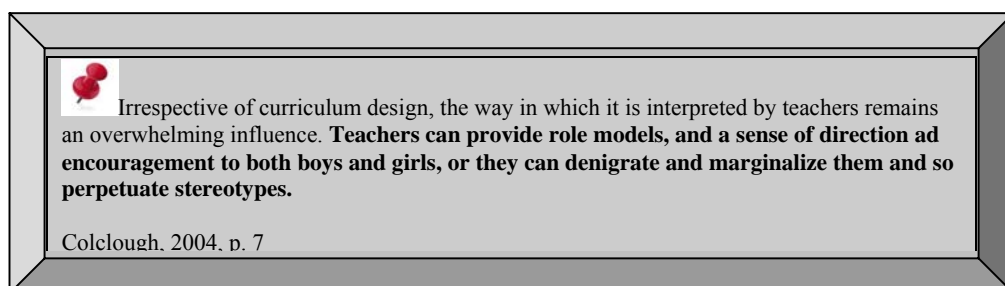 Irrespective of curriculum design, the way in which it is interpreted by teachers remains
an overwhelming influence. Teachers can provide role models, and a sense of direction ad
encouragement to both boys and girls, or they can denigrate and marginalize them and so
perpetuate stereotypes.
Colclough, 2004, p. 7